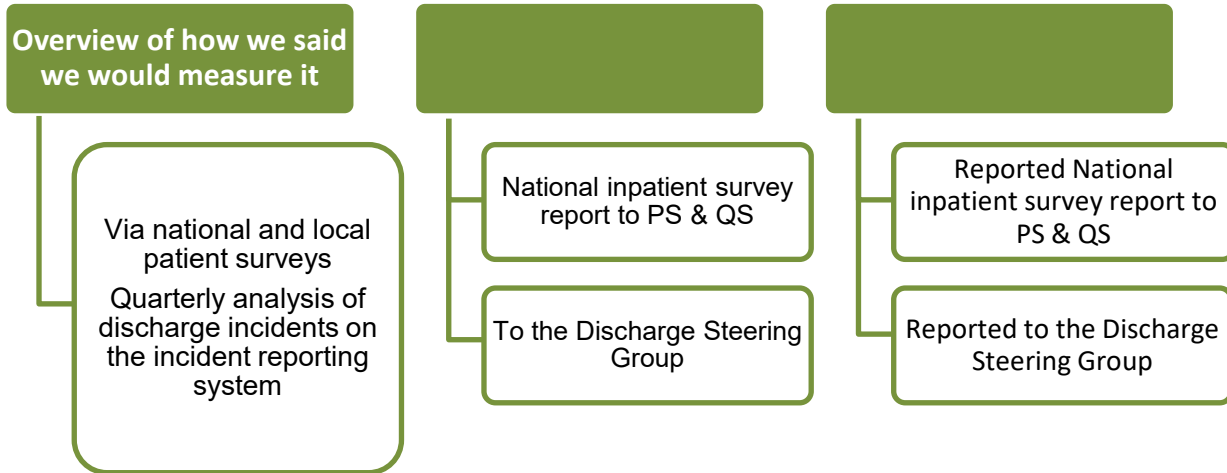 Overview of how we said
we would measure it
Via national and local
patient surveys
Quarterly analysis of
discharge incidents on
the incident reporting
system
National inpatient survey
report to PS & QS
To the Discharge Steering
Group
Reported National
inpatient survey report to
PS & QS
Reported to the Discharge
Steering Group